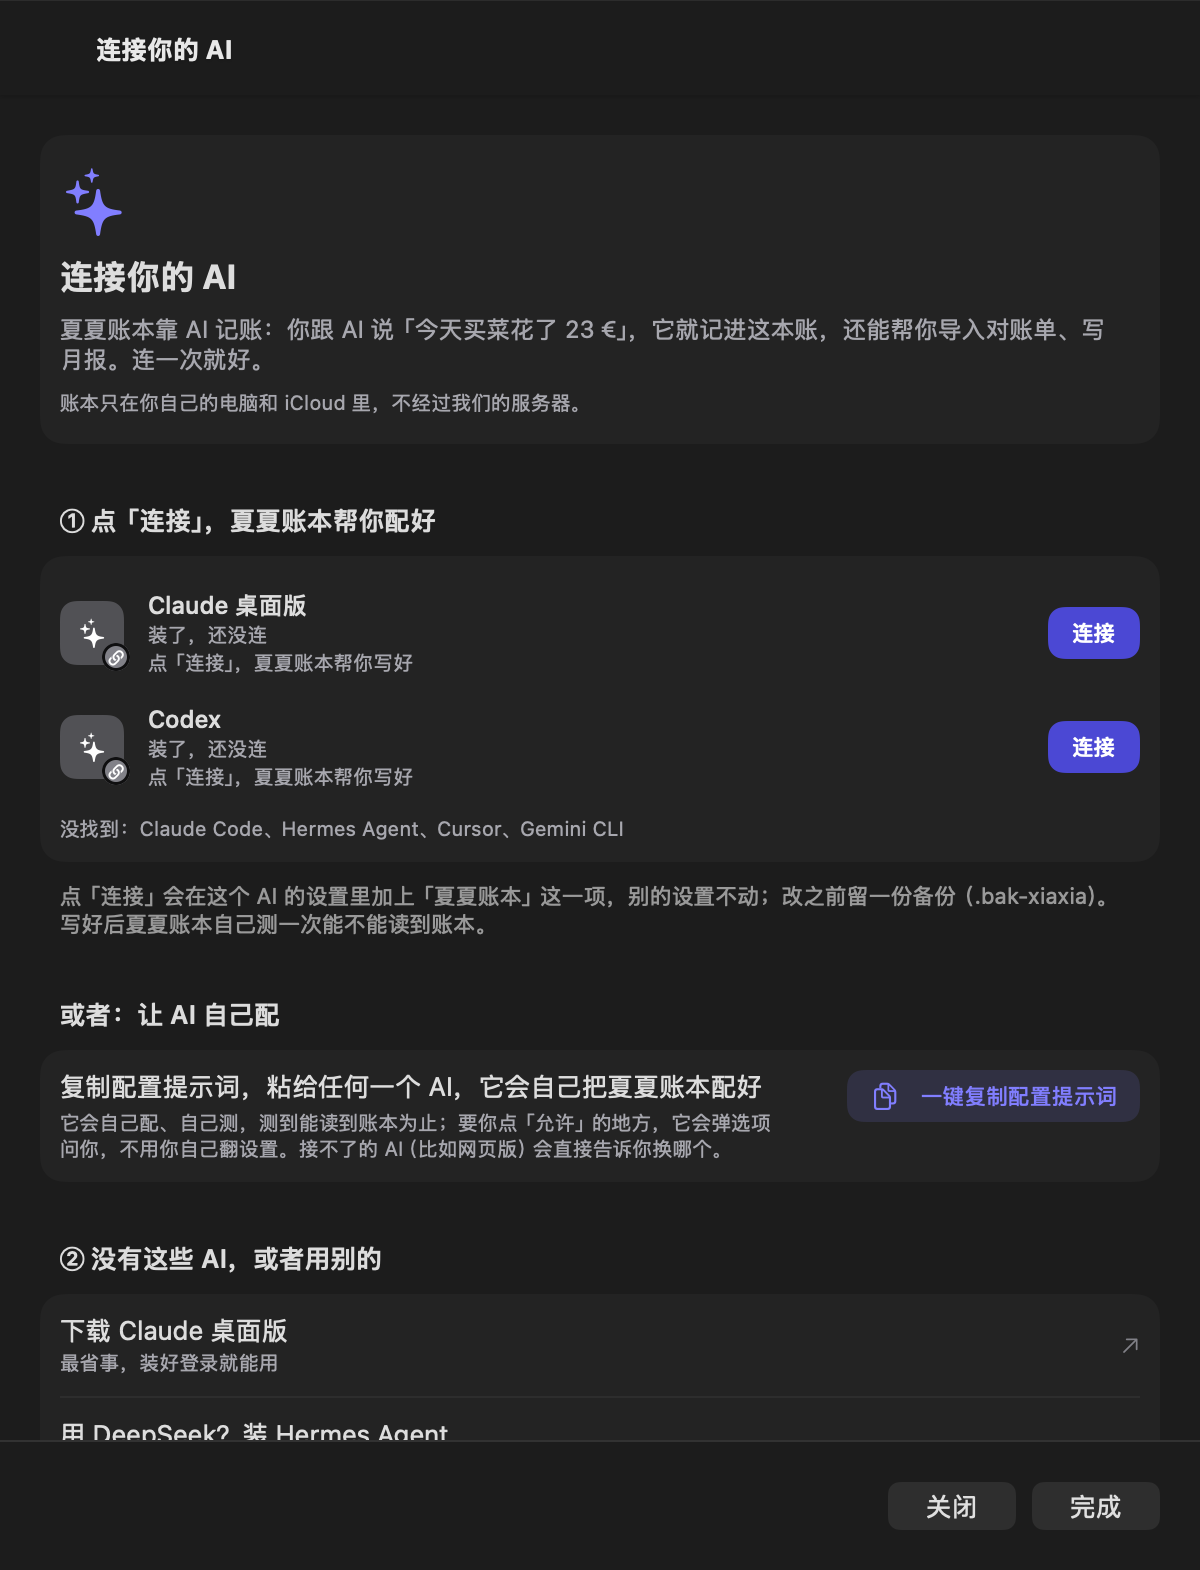 连接你的 AI
连接你的 AI
夏夏账本靠 AI 记账：你跟 AI 说「今天买菜花了 23 €」，它就记进这本账，还能帮你导入对账单、写
月报。连一次就好。
账本只在你自己的电脑和 iCloud 里，不经过我们的服务器。
① 点「连接」，夏夏账本帮你配好
Claude 桌面版
装了，还没连
点「连接」，夏夏账本帮你写好
连接
Codex
装了，还没连
点「连接」，夏夏账本帮你写好
连接
没找到：Claude Code、Hermes Agent、Cursor、Gemini CLI
点「连接」会在这个 AI 的设置里加上「夏夏账本」这一项，别的设置不动；改之前留一份备份（.bak-xiaxia）。
写好后夏夏账本自己测一次能不能读到账本。
或者：让 AI 自己配
复制配置提示词，粘给任何一个 AI，它会自己把夏夏账本配好
它会自己配、自己测，测到能读到账本为止；要你点「允许」的地方，它会弹选项
问你，不用你自己翻设置。接不了的 AI（比如网页版）会直接告诉你换哪个。
一键复制配置提示词
② 没有这些 AI，或者用别的
下载 Claude 桌面版
最省事，装好登录就能用
用 DeepSeek？装 Hermes Agent
关闭
完成